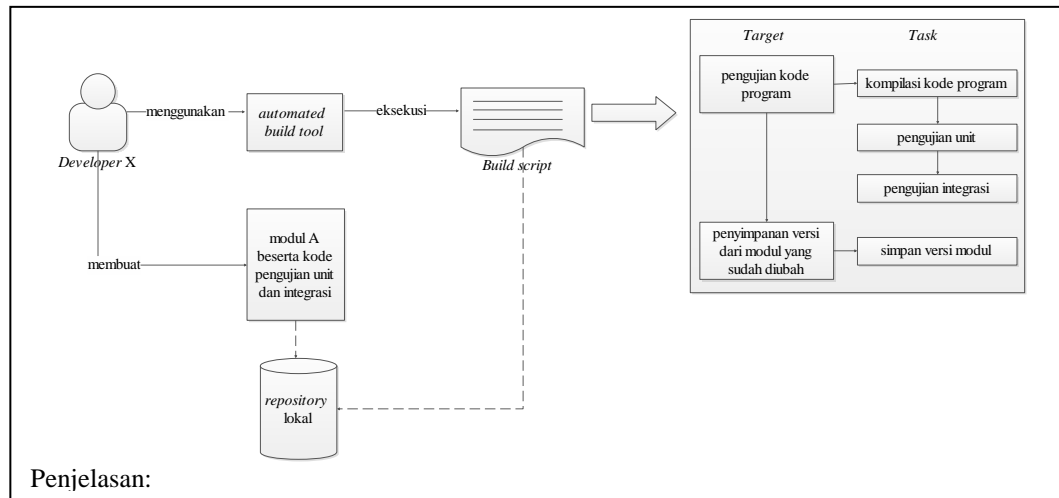 Developer X
menggunakan
automated
build tool
eksekusi
Build script
Target
Task
pengujian kode
program
kompilasi kode program
pengujian unit
pengujian integrasi
penyimpanan versi
dari modul yang
sudah diubah
simpan versi modul
membuat
modul A
beserta kode
pengujian unit
dan integrasi
repository
lokal
Penjelasan: